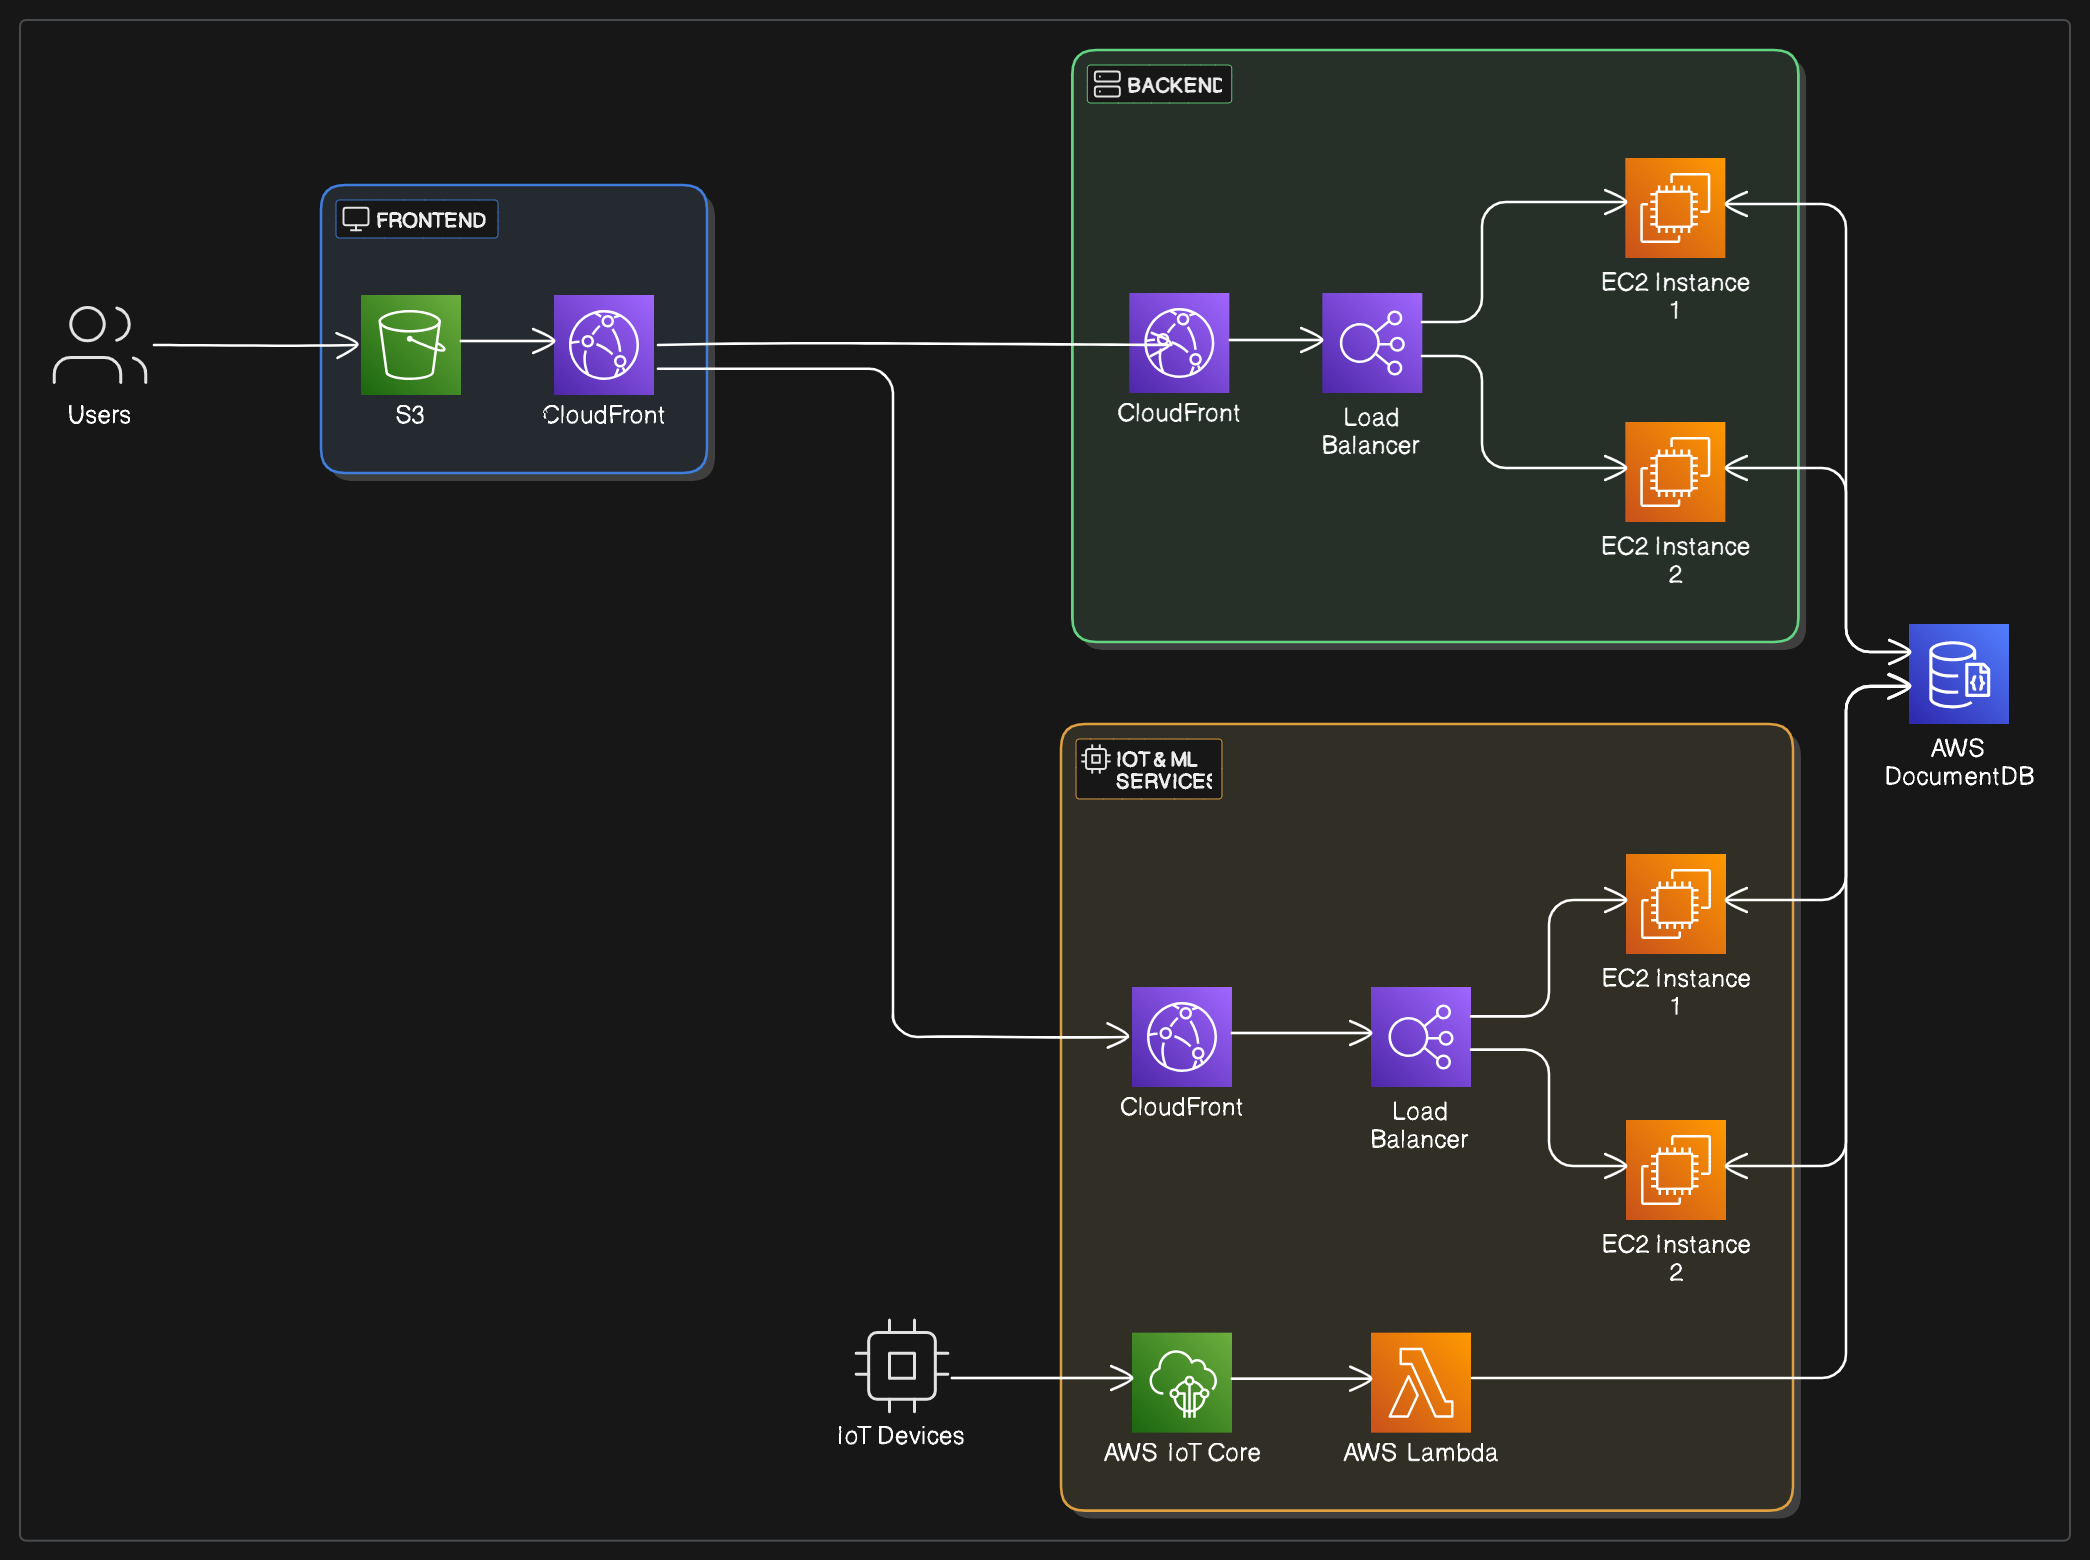 BACKEND
FRONTEND
EC2 Instance
1
Users
S3
CloudFront
CloudFront
Load
Balancer
EC2 Instance
2
AWS
DocumentDB
IOT & ML
SERVICES
EC2 Instance
1
CloudFront
Load
Balancer
EC2 Instance
2
IoT Devices
AWS IoT Core
AWS Lambda